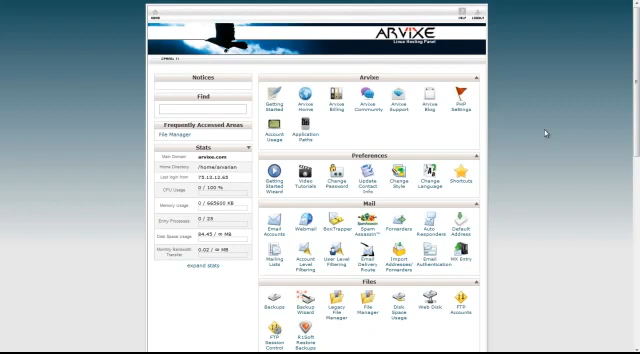 HOME
HELP LOGOUT
ARVIXE
Linux Hosting Panel
CPANEL 11
Notices
Find
Frequently Accessed Areas
File Manager
Stats
Main Domain arvixe.com
Home Directory /home/arvarian
Last login from 75.10.12.65
CPU Usage 0 / 100 %
Memory Usage 0 / 665600 KB
Entry Processes 0 / 25
Disk Space Usage 84.45 / ∞ MB
Monthly Bandwidth Transfer 0.02 / ∞ MB
expand stats
Arvixe
Getting Started
Arvixe Home
Arvixe Billing
Arvixe Community
Arvixe Support
Arvixe Blog
PHP Settings
Account Usage
Application Paths
Preferences
Getting Started Wizard
Video Tutorials
Change Password
Update Contact Info
Change Style
Change Language
Shortcuts
Mail
Email Accounts
Webmail
BoxTrapper
Spam Assassin™
Forwarders
Auto Responders
Default Address
Mailing Lists
Account Level Filtering
User Level Filtering
Email Delivery Route
Import Addresses/ Forwarders
Email Authentication
MX Entry
Files
Backups
Backup Wizard
Legacy File Manager
File Manager
Disk Space Usage
Web Disk
FTP Accounts
FTP Session Control
R1Soft Restore Backups